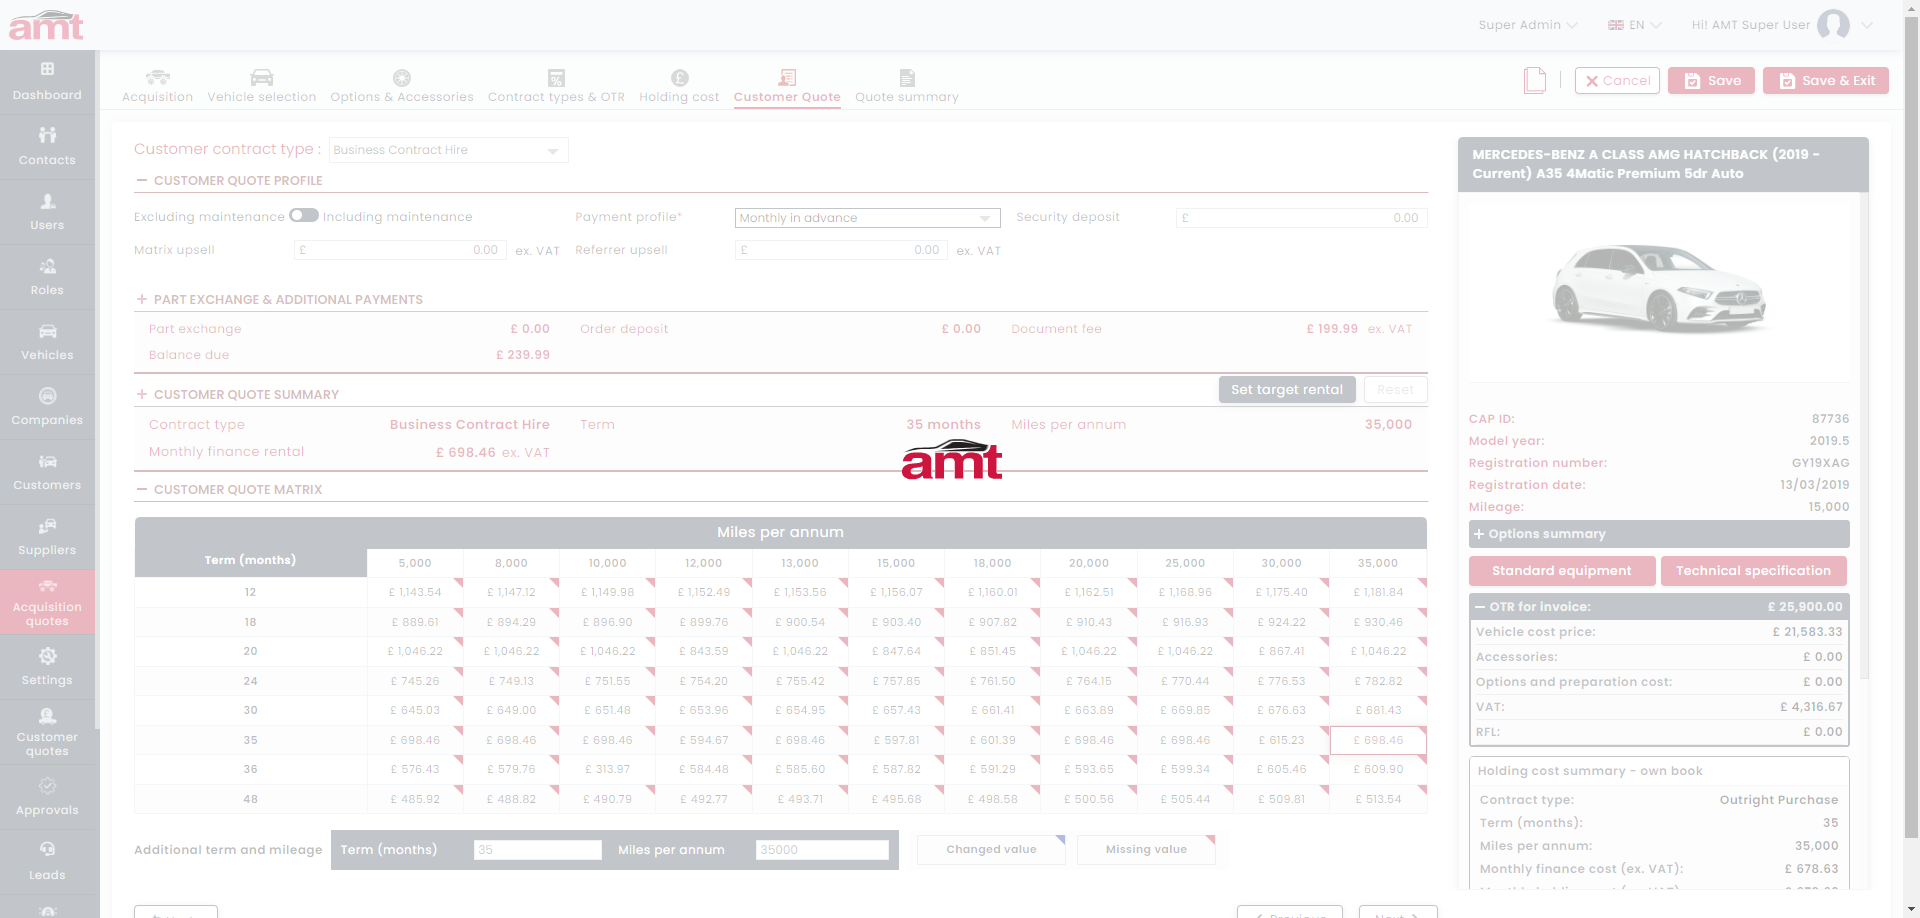 amt
Super Admin
EN
Hi! AMT Super User
Dashboard
Contacts
Users
Roles
Vehicles
Companies
Customers
Suppliers
Acquisition
quotes
Settings
Customer
quotes
Approvals
Leads
Acquisition
Vehicle selection
Options & Accessories
Contract types & OTR
Holding cost
Customer Quote
Quote summary
Cancel
Save
Save & Exit
Customer contract type : Business Contract Hire
CUSTOMER QUOTE PROFILE
Excluding maintenance Including maintenance Payment profile* Monthly in advance Security deposit £ 0.00
Matrix upsell £ 0.00 ex. VAT Referrer upsell £ 0.00 ex. VAT
PART EXCHANGE & ADDITIONAL PAYMENTS
Part exchange £ 0.00 Order deposit £ 0.00 Document fee £ 199.99 ex. VAT
Balance due £ 239.99
CUSTOMER QUOTE SUMMARY Set target rental Reset
Contract type Business Contract Hire Term 35 months Miles per annum 35,000
Monthly finance rental £ 698.46 ex. VAT
amt
CUSTOMER QUOTE MATRIX
Miles per annum
Term (months) 5,000 8,000 10,000 12,000 13,000 15,000 18,000 20,000 25,000 30,000 35,000
12 £ 1,143.54 £ 1,147.12 £ 1,149.98 £ 1,152.49 £ 1,153.56 £ 1,156.07 £ 1,160.01 £ 1,162.51 £ 1,168.96 £ 1,175.40 £ 1,181.84
18 £ 889.61 £ 894.29 £ 896.90 £ 899.76 £ 900.54 £ 903.40 £ 907.82 £ 910.43 £ 916.93 £ 924.22 £ 930.46
20 £ 1,046.22 £ 1,046.22 £ 1,046.22 £ 843.59 £ 1,046.22 £ 847.64 £ 851.45 £ 1,046.22 £ 1,046.22 £ 867.41 £ 1,046.22
24 £ 745.26 £ 749.13 £ 751.55 £ 754.20 £ 755.42 £ 757.85 £ 761.50 £ 764.15 £ 770.44 £ 776.53 £ 782.82
30 £ 645.03 £ 649.00 £ 651.48 £ 653.96 £ 654.95 £ 657.43 £ 661.41 £ 663.89 £ 669.85 £ 676.63 £ 681.43
35 £ 698.46 £ 698.46 £ 698.46 £ 594.67 £ 698.46 £ 597.81 £ 601.39 £ 698.46 £ 698.46 £ 615.23 £ 698.46
36 £ 576.43 £ 579.76 £ 313.97 £ 584.48 £ 585.60 £ 587.82 £ 591.29 £ 593.65 £ 599.34 £ 605.46 £ 609.90
48 £ 485.92 £ 488.82 £ 490.79 £ 492.77 £ 493.71 £ 495.68 £ 498.58 £ 500.56 £ 505.44 £ 509.81 £ 513.54
Additional term and mileage Term (months) 35 Miles per annum 35000 Changed value Missing value
Previous Next
MERCEDES-BENZ A CLASS AMG HATCHBACK (2019 -
Current) A35 4Matic Premium 5dr Auto
CAP ID: 87736
Model year: 2019.5
Registration number: GY19XAG
Registration date: 13/03/2019
Mileage: 15,000
Options summary
Standard equipment Technical specification
OTR for invoice: £ 25,900.00
Vehicle cost price: £ 21,583.33
Accessories: £ 0.00
Options and preparation cost: £ 0.00
VAT: £ 4,316.67
RFL: £ 0.00
Holding cost summary - own book
Contract type: Outright Purchase
Term (months): 35
Miles per annum: 35,000
Monthly finance cost (ex. VAT): £ 678.63